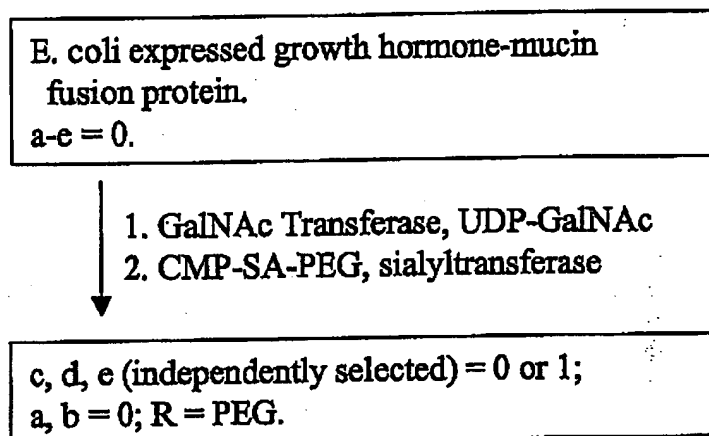 E. coli expressed growth hormone-mucin
fusion protein.
a-e = 0.
1. GalNAc Transferase, UDP-GalNAc
2. CMP-SA-PEG, sialyltransferase
c, d, e (independently selected) = 0 or 1;
a, b = 0; R = PEG.